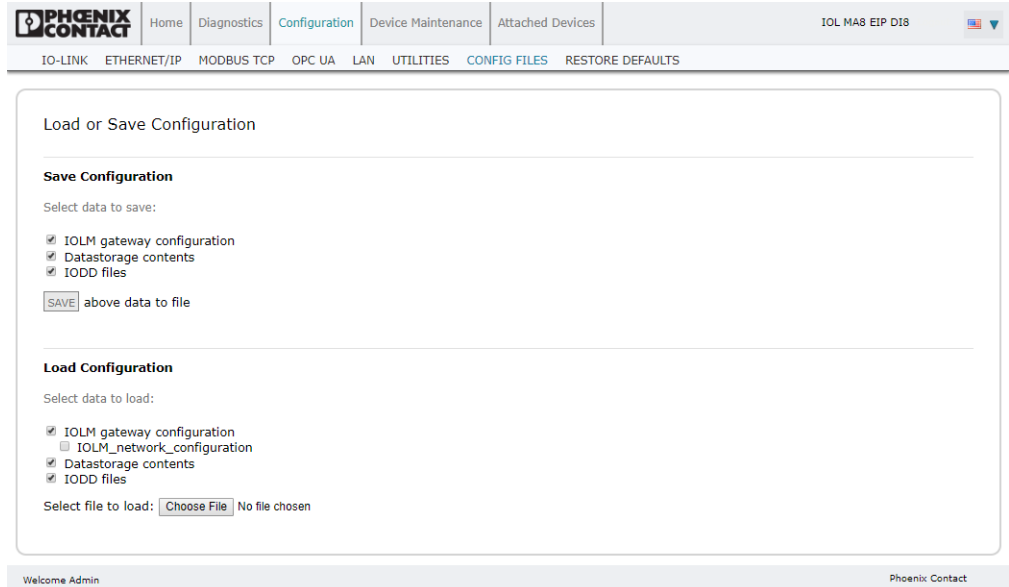 PHŒNIX CONTACT
Home Diagnostics Configuration Device Maintenance Attached Devices IOL MA8 EIP DI8
IO-LINK ETHERNET/IP MODBUS TCP OPC UA LAN UTILITIES CONFIG FILES RESTORE DEFAULTS
Load or Save Configuration
Save Configuration
Select data to save:
IOLM gateway configuration
Datastorage contents
IODD files
SAVE above data to file
Load Configuration
Select data to load:
IOLM gateway configuration
IOLM_network_configuration
Datastorage contents
IODD files
Select file to load: Choose File No file chosen
Welcome Admin Phoenix Contact